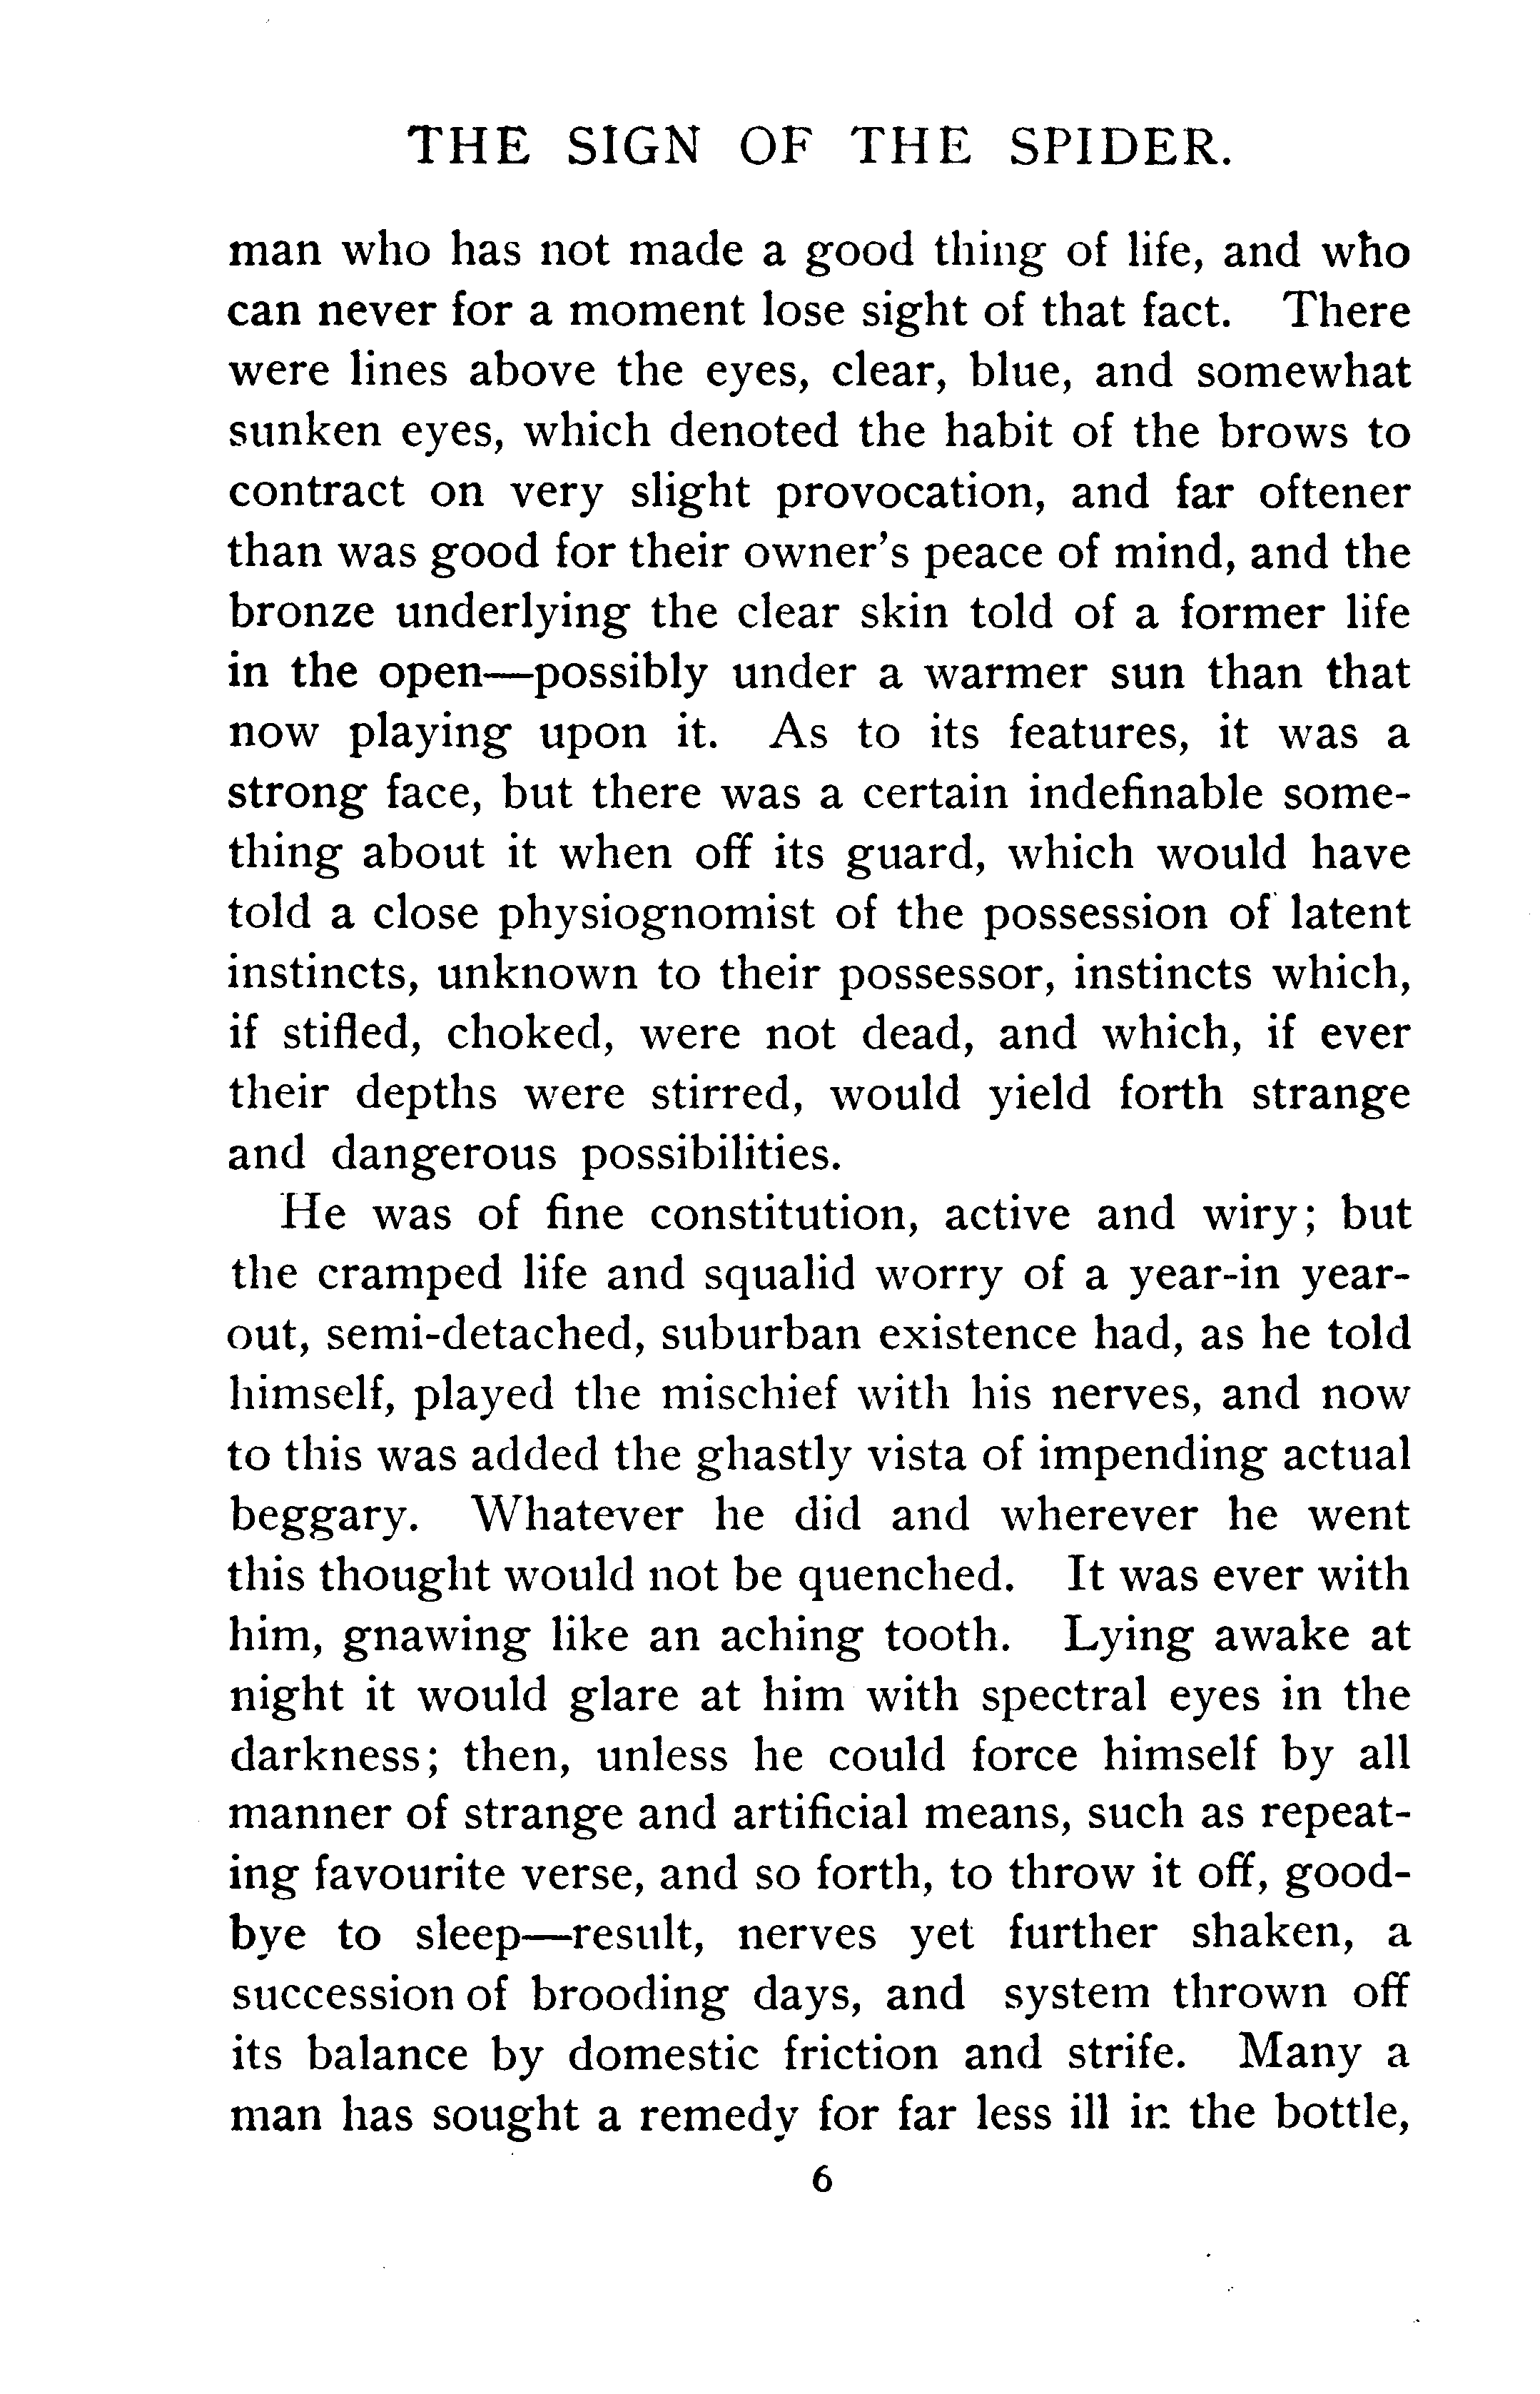 THE SIGN OF THE SPIDER.
man who has not made a good thing of life, and who
can never for a moment lose sight of that fact. There
were lines above the eyes, clear, blue, and somewhat
sunken eyes, which denoted the habit of the brows to
contract on very slight provocation, and far oftener
than was good for their owner's peace of mind, and the
bronze underlying the clear skin told of a former life
in the open—possibly under a warmer sun than that
now playing upon it. As to its features, it was a
strong face, but there was a certain indefinable some-
thing about it when off its guard, which would have
told a close physiognomist of the possession of latent
instincts, unknown to their possessor, instincts which,
if stifled, choked, were not dead, and which, if ever
their depths were stirred, would yield forth strange
and dangerous possibilities.
He was of fine constitution, active and wiry; but
the cramped life and squalid worry of a year-in year-
out, semi-detached, suburban existence had, as he told
himself, played the mischief with his nerves, and now
to this was added the ghastly vista of impending actual
beggary. Whatever he did and wherever he went
this thought would not be quenched. It was ever with
him, gnawing like an aching tooth. Lying awake at
night it would glare at him with spectral eyes in the
darkness; then, unless he could force himself by all
manner of strange and artificial means, such as repeat-
ing favourite verse, and so forth, to throw it off, good-
bye to sleep—result, nerves yet further shaken, a
succession of brooding days, and system thrown off
its balance by domestic friction and strife. Many a
man has sought a remedy for far less ill in the bottle,
6